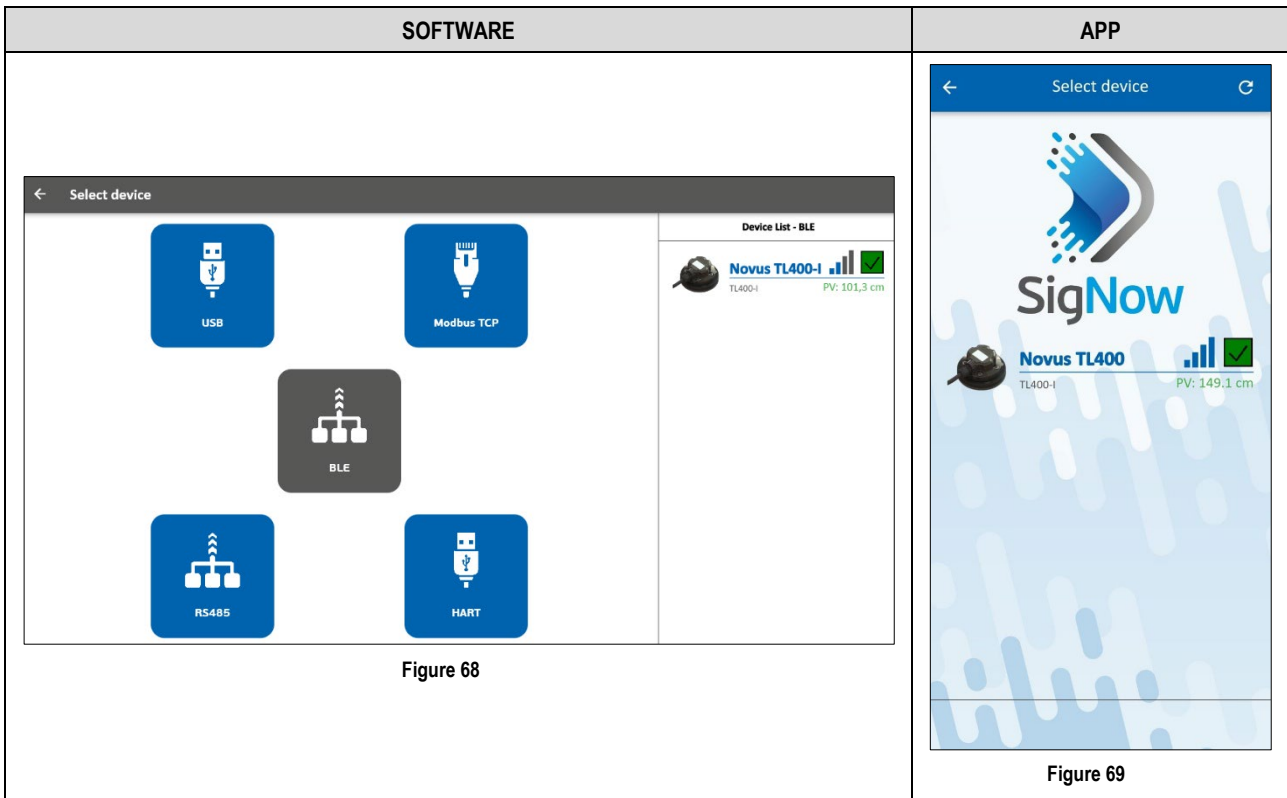 SOFTWARE
APP
Select device
USB
Modbus TCP
BLE
RS485
HART
Device List - BLE
Novus TL400-I
TL400-I
PV: 101,3 cm
Figure 68
Select device
SigNow
Novus TL400
TL400-I
PV: 149.1 cm
Figure 69